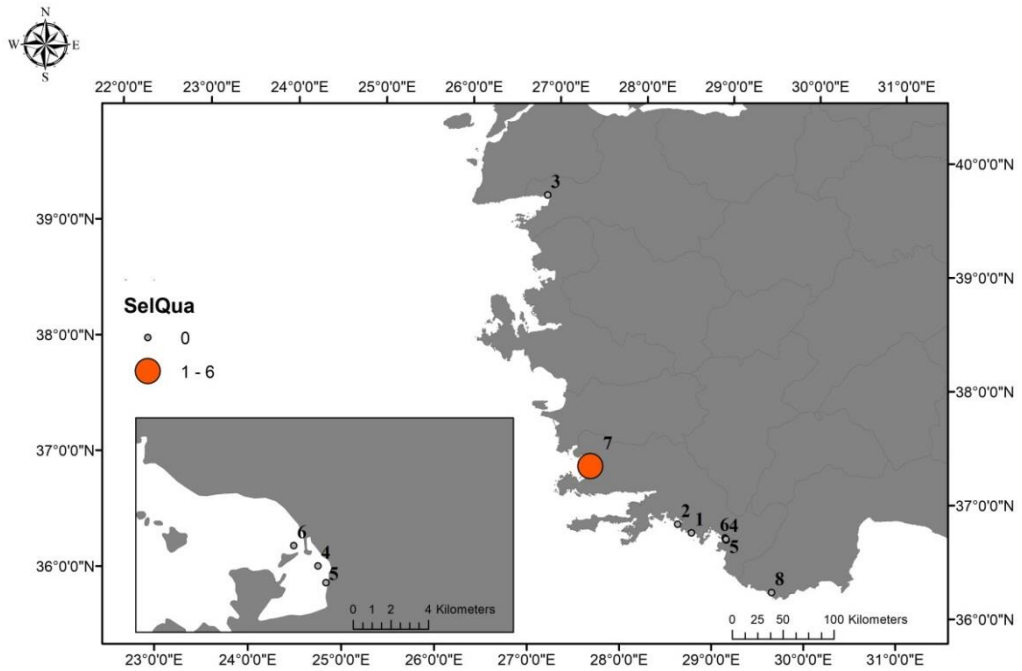 N
W E
S
22°0'0"E 23°0'0"E 24°0'0"E 25°0'0"E 26°0'0"E 27°0'0"E 28°0'0"E 29°0'0"E 30°0'0"E 31°0'0"E
40°0'0"N
3
39°0'0"N
39°0'0"N
SelQua
0
38°0'0"N
1 - 6
38°0'0"N
7
37°0'0"N
37°0'0"N
2 1 64
5
6
4
5
36°0'0"N
8
0 1 2 4 Kilometers
0 25 50 100 Kilometers
36°0'0"N
23°0'0"E 24°0'0"E 25°0'0"E 26°0'0"E 27°0'0"E 28°0'0"E 29°0'0"E 30°0'0"E